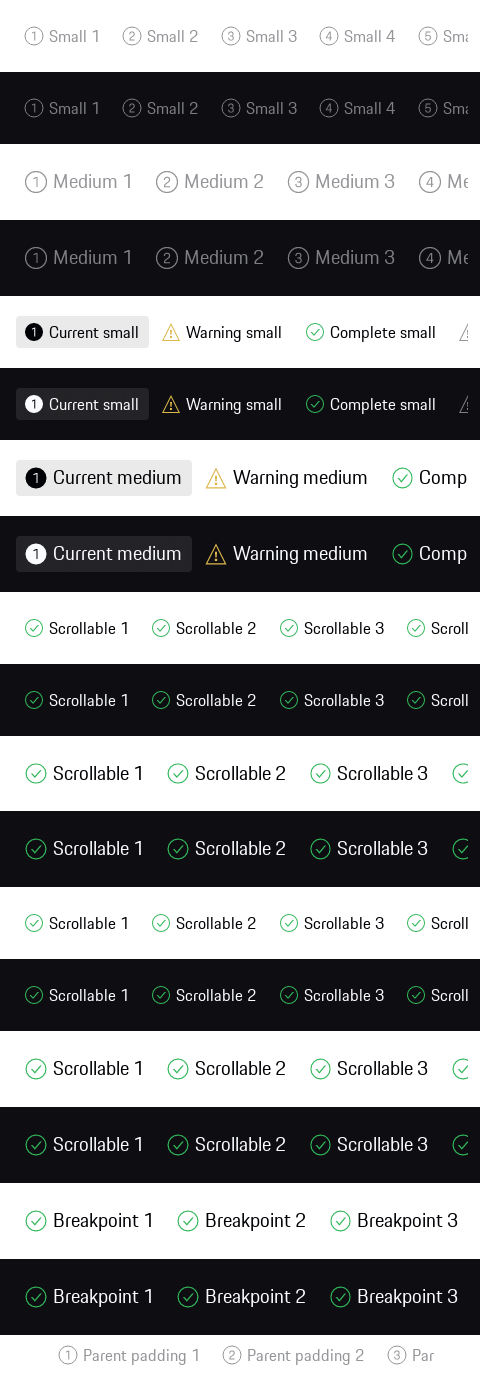 1 Small 1 2 Small 2 3 Small 3 4 Small 4 5 Sma
1 Small 1 2 Small 2 3 Small 3 4 Small 4 5 Sma
1 Medium 1 2 Medium 2 3 Medium 3 4 Me
1 Medium 1 2 Medium 2 3 Medium 3 4 Me
1 Current small Warning small Complete small
1 Current small Warning small Complete small
1 Current medium Warning medium Comp
1 Current medium Warning medium Comp
Scrollable 1 Scrollable 2 Scrollable 3 Scroll
Scrollable 1 Scrollable 2 Scrollable 3 Scroll
Scrollable 1 Scrollable 2 Scrollable 3
Scrollable 1 Scrollable 2 Scrollable 3
Scrollable 1 Scrollable 2 Scrollable 3 Scroll
Scrollable 1 Scrollable 2 Scrollable 3 Scroll
Scrollable 1 Scrollable 2 Scrollable 3
Scrollable 1 Scrollable 2 Scrollable 3
Breakpoint 1 Breakpoint 2 Breakpoint 3
Breakpoint 1 Breakpoint 2 Breakpoint 3
1 Parent padding 1 2 Parent padding 2 3 Par